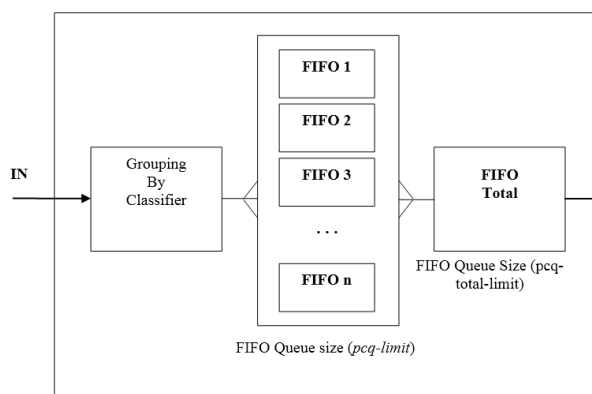 IN
Grouping
By
Classifier
FIFO 1
FIFO 2
FIFO 3
...
FIFO n
FIFO Queue size (pcq-limit)
FIFO
Total
FIFO Queue Size (pcq-
total-limit)